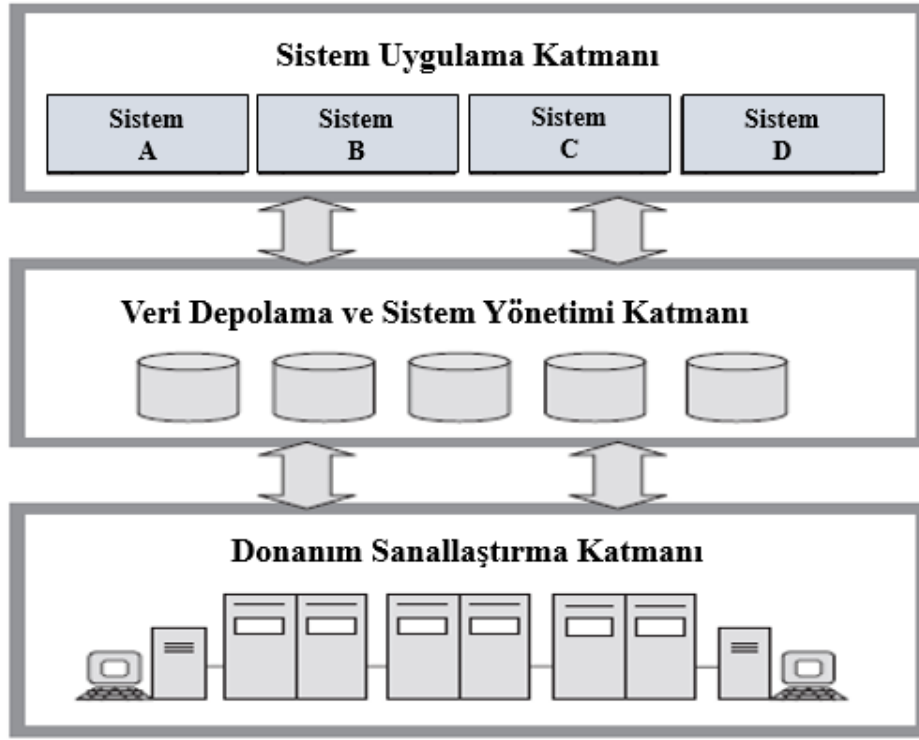 Sistem Uygulama Katmanı
Sistem
A
Sistem
B
Sistem
C
Sistem
D
Veri Depolama ve Sistem Yönetimi Katmanı
Donanım Sanallaştırma Katmanı